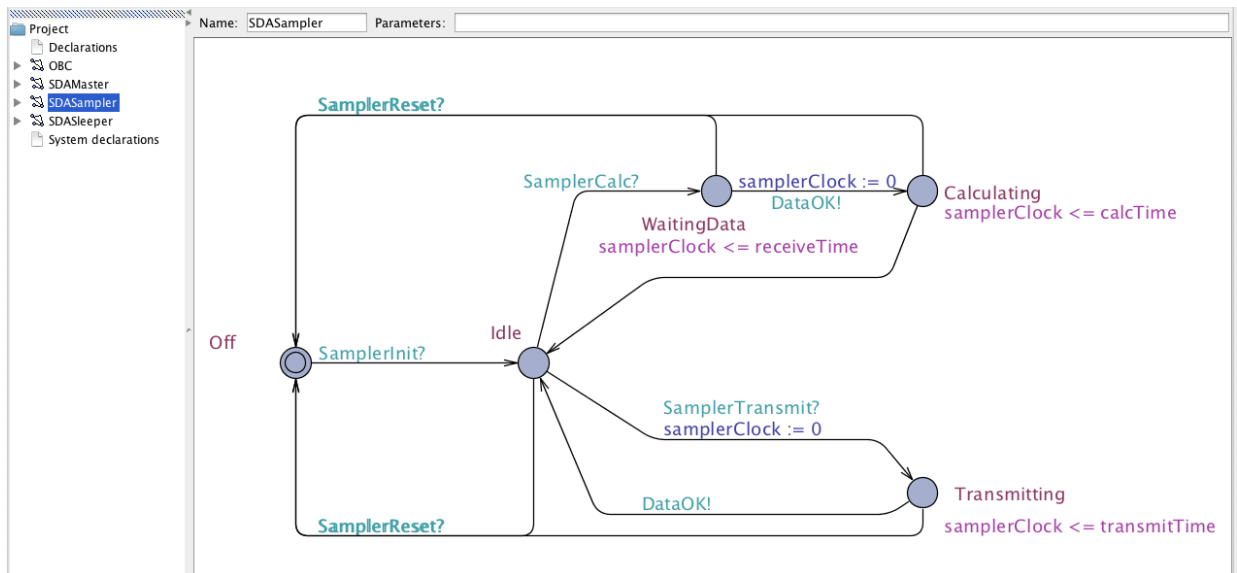 Project
Declarations
OBC
SDAMaster
SDASampler
SDASleeper
System declarations
Name: SDASampler Parameters:
SamplerReset?
SamplerCalc?
samplerClock := 0
DataOK!
Calculating
samplerClock <= calcTime
WaitingData
samplerClock <= receiveTime
Idle
Off
SamplerInit?
SamplerTransmit?
samplerClock := 0
DataOK!
Transmitting
samplerClock <= transmitTime
SamplerReset?